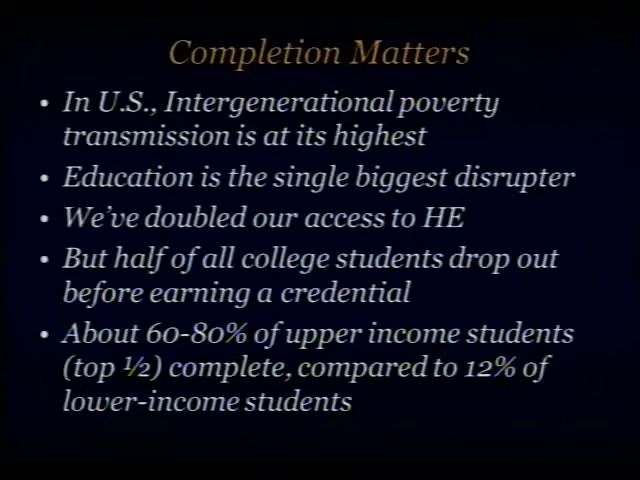 Completion Matters
• In U.S., Intergenerational poverty
transmission is at its highest
• Education is the single biggest disrupter
• We've doubled our access to HE
• But half of all college students drop out
before earning a credential
• About 60-80% of upper income students
(top ½) complete, compared to 12% of
lower-income students